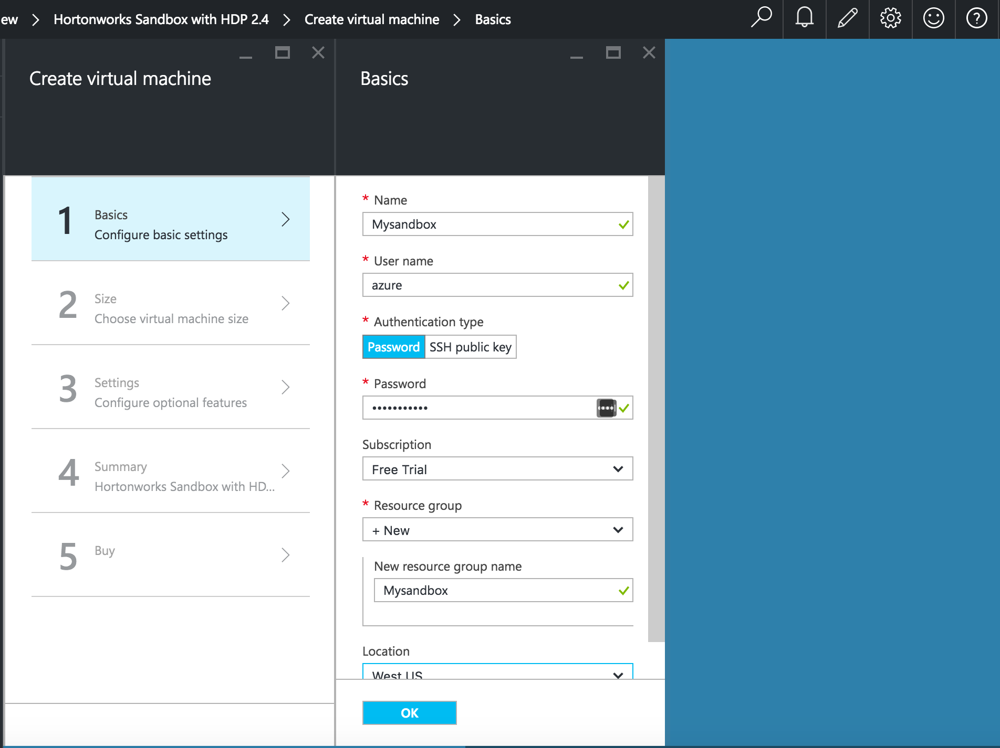 ew > Hortonworks Sandbox with HDP 2.4 > Create virtual machine > Basics
Create virtual machine
1
Basics
Configure basic settings
2
Size
Choose virtual machine size
3
Settings
Configure optional features
4
Summary
Hortonworks Sandbox with HD...
5
Buy
Basics
* Name
Mysandbox
* User name
azure
* Authentication type
Password SSH public key
* Password
•••••••••••
Subscription
Free Trial
* Resource group
+ New
New resource group name
Mysandbox
Location
West US
OK